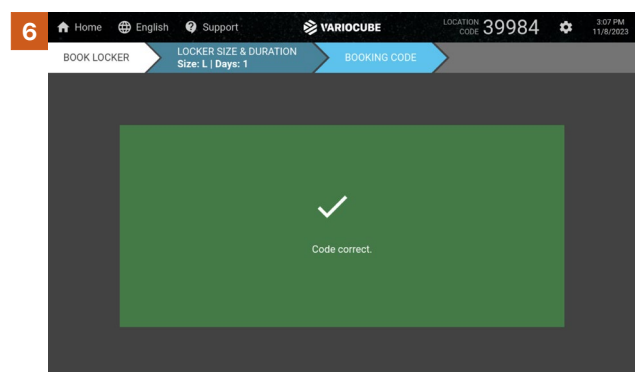 6
Home English Support VARIOCUBE LOCATION CODE 39984 3:07 PM 11/8/2023
BOOK LOCKER
LOCKER SIZE & DURATION
Size: L | Days: 1
BOOKING CODE
Code correct.